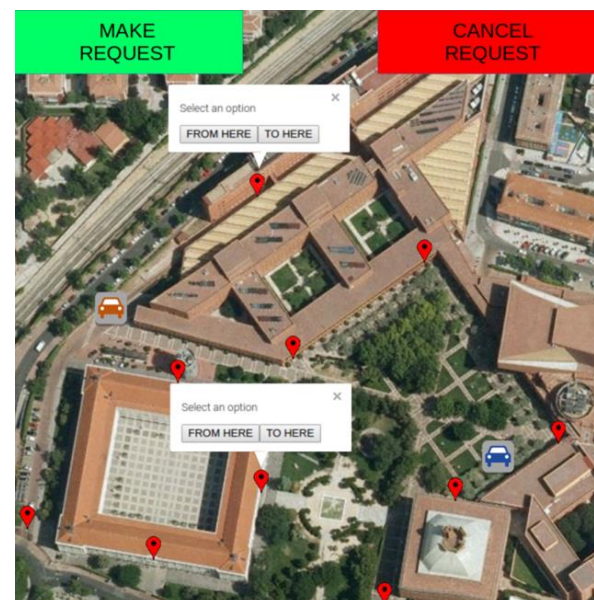 MAKE
REQUEST
CANCEL
REQUEST
×
Select an option
FROM HERE TO HERE
×
Select an option
FROM HERE TO HERE